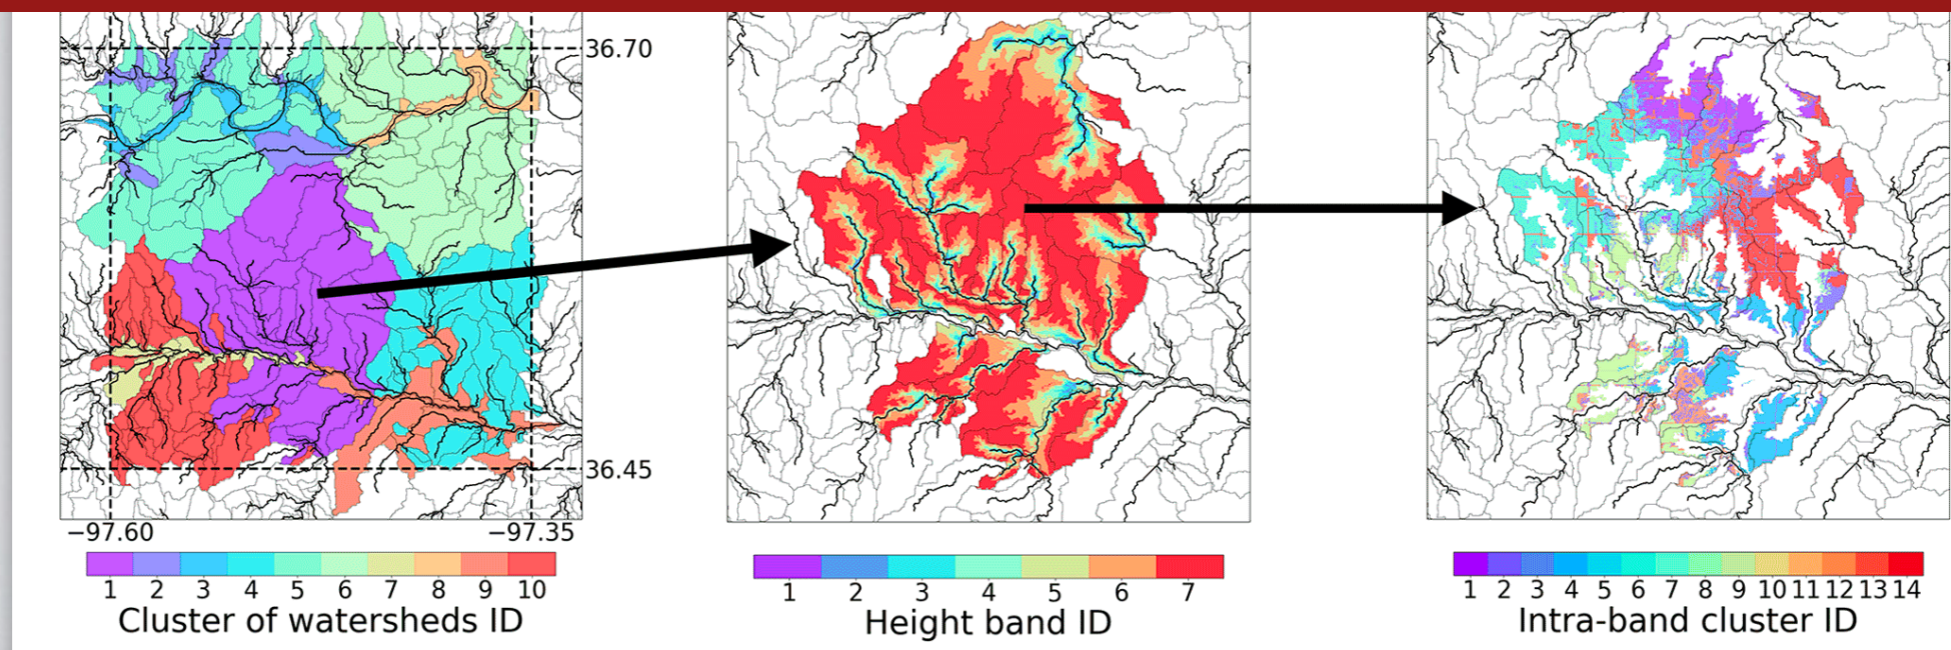 36.70
36.45
−97.60
−97.35
1 2 3 4 5 6 7 8 9 10
Cluster of watersheds ID
1 2 3 4 5 6 7
Height band ID
1 2 3 4 5 6 7 8 9 10 11 12 13 14
Intra-band cluster ID